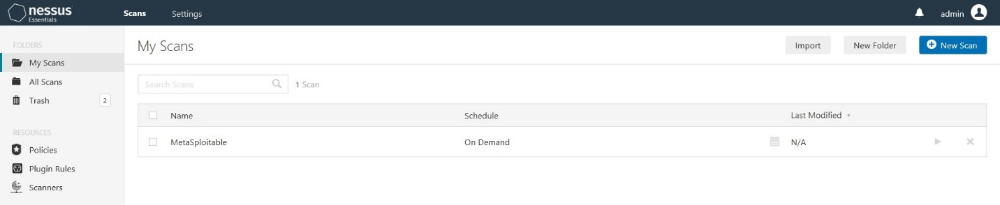 nessus
Essentials
Scans Settings admin
FOLDERS
My Scans
All Scans
Trash 2
RESOURCES
Policies
Plugin Rules
Scanners
My Scans Import New Folder New Scan
Search Scans 1 Scan
Name Schedule Last Modified
MetaSploitable On Demand N/A